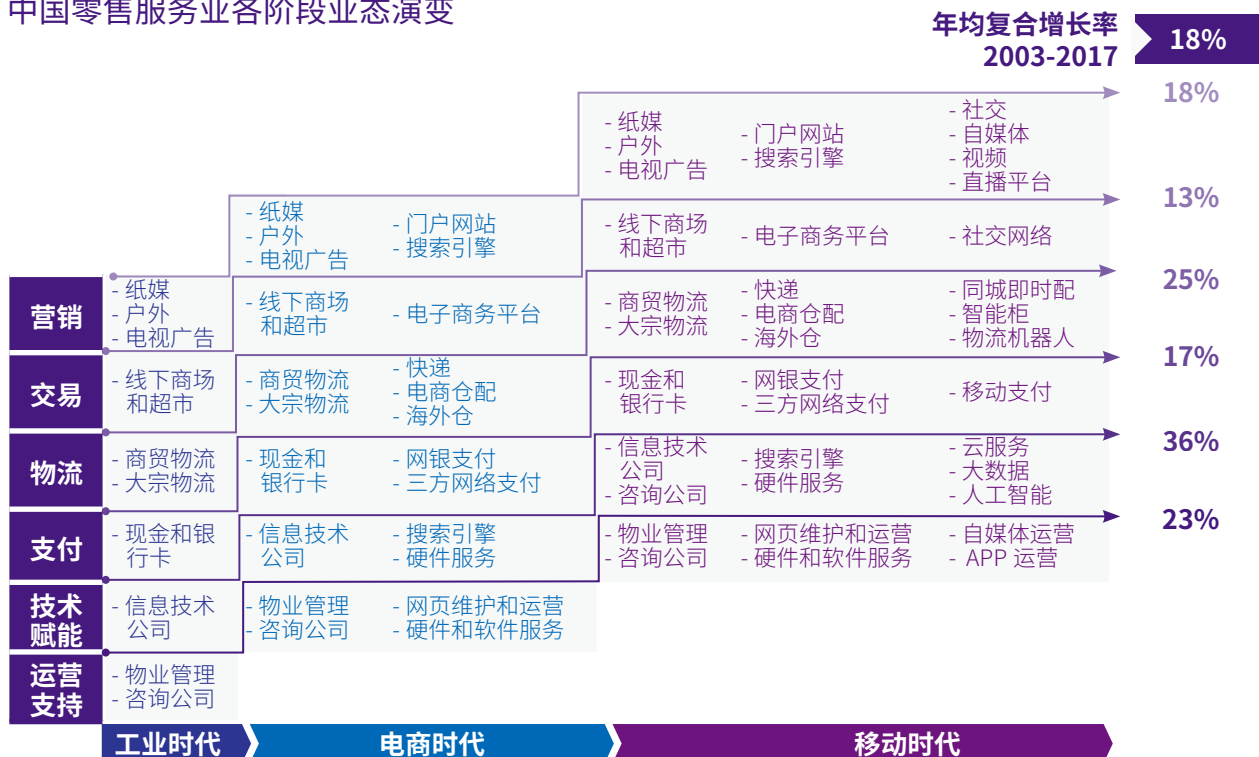 中国零售服务业各阶段业态演变
年均复合增长率
2003-2017
18%
18%
- 纸媒
- 户外
- 电视广告
- 门户网站
- 搜索引擎
- 社交
- 自媒体
- 视频
- 直播平台
13%
- 纸媒
- 户外
- 电视广告
- 门户网站
- 搜索引擎
- 线下商场
和超市
- 电子商务平台
- 社交网络
25%
营销
- 纸媒
- 户外
- 电视广告
- 线下商场
和超市
- 电子商务平台
- 商贸物流
- 大宗物流
- 快递
- 电商仓配
- 海外仓
- 同城即时配
- 智能柜
- 物流机器人
17%
交易
- 线下商场
和超市
- 商贸物流
- 大宗物流
- 快递
- 电商仓配
- 海外仓
- 现金和
银行卡
- 网银支付
- 三方网络支付
- 移动支付
36%
物流
- 商贸物流
- 大宗物流
- 现金和
银行卡
- 网银支付
- 三方网络支付
- 信息技术
公司
- 咨询公司
- 搜索引擎
- 硬件服务
- 云服务
- 大数据
- 人工智能
23%
支付
- 现金和银
行卡
- 信息技术
公司
- 搜索引擎
- 硬件服务
- 物业管理
- 咨询公司
- 网页维护和运营
- 硬件和软件服务
- 自媒体运营
- APP 运营
技术
赋能
- 信息技术
公司
- 物业管理
- 咨询公司
- 网页维护和运营
- 硬件和软件服务
运营
支持
- 物业管理
- 咨询公司
工业时代
电商时代
移动时代